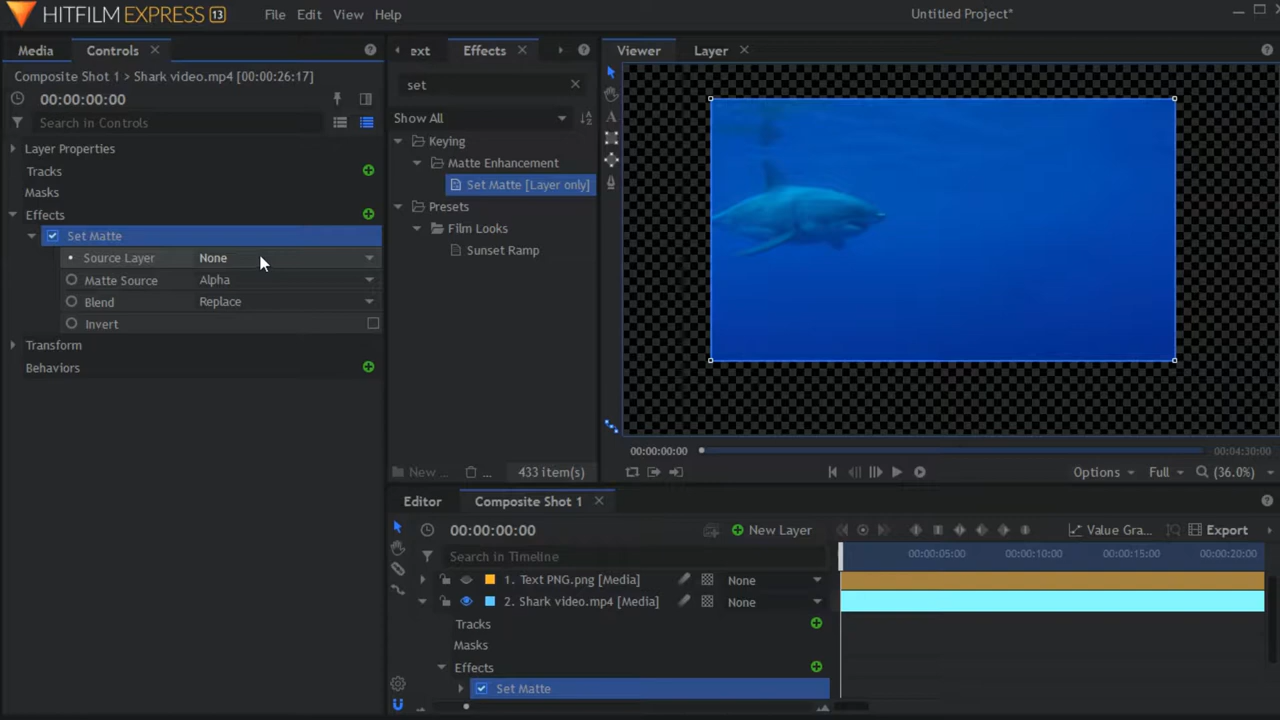 HITFILM EXPRESS 13 File Edit View Help Untitled Project*
Media Controls
Composite Shot 1 > Shark video.mp4 [00:00:26:17]
00:00:00:00
Search in Controls
Layer Properties
Tracks
Masks
Effects
Set Matte
Source Layer None
Matte Source Alpha
Blend Replace
Invert
Transform
Behaviors
ext Effects
set
Show All
Keying
Matte Enhancement
Set Matte [Layer only]
Presets
Film Looks
Sunset Ramp
New ... ... 433 item(s)
Viewer Layer
00:00:00:00 00:04:30:00
Options Full (36.0%)
Editor Composite Shot 1
00:00:00:00 New Layer Value Gra... Export
Search in Timeline 00:00:05:00 00:00:10:00 00:00:15:00 00:00:20:00
1. Text PNG.png [Media] None
2. Shark video.mp4 [Media] None
Tracks
Masks
Effects
Set Matte